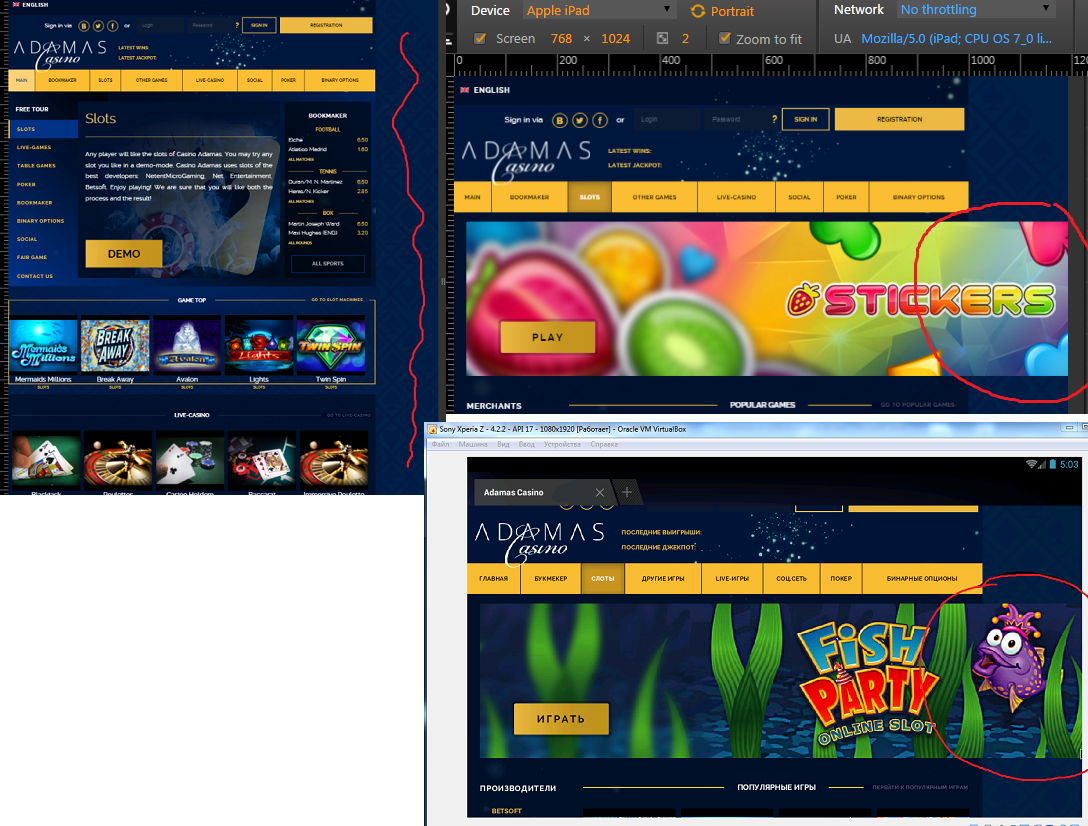 ENGLISH
Sign in via B or Login Password ? SIGN IN REGISTRATION
ADAMAS
Casino
LATEST WINS:
LATEST JACKPOT:
MAIN BOOKMAKER SLOTS OTHER GAMES LIVE-CASINO SOCIAL POKER BINARY OPTIONS
FREE TOUR
SLOTS
LIVE-GAMES
TABLE GAMES
POKER
BOOKMAKER
BINARY OPTIONS
SOCIAL
FAIR GAME
CONTACT US
Slots
Any player will like the slots of Casino Adamas. You may try any
slot you like in a demo-mode. Casino Adamas uses slots of the
best developers: NetentMicroGaming Net Entertainment,
Betsoft. Enjoy playing! We are sure that you will like both the
process and the result!
DEMO
BOOKMAKER
FOOTBALL
Elche 6.50
Atletico Madrid 1.60
ALL MATCHES
TENNIS
Duran/M. N. Martinez 6.50
Heras/N. Kicker 2.85
ALL MATCHES
BOX
Martin Joseph Ward 6.50
Maxi Hughes (ENG) 3.20
ALL ROUNDS
ALL SPORTS
GAME TOP GO TO SLOT MACHINES
Mermaids Millions
BREAK AWAY
Avalon
Lights
TWIN SPIN
Mermaids Millions Break Away Avalon Lights Twin Spin
SLOTS SLOTS SLOTS SLOTS SLOTS
LIVE-CASINO GO TO LIVE-CASINO
Blackjack Roulettes Casino Holdem Baccarat Immersive Roulette
Device Apple iPad Portrait Network No throttling
Screen 768 × 1024 2 Zoom to fit UA Mozilla/5.0 (iPad; CPU OS 7_0 li...
0 200 400 600 800 1000
ENGLISH
Sign in via B or Login Password ? SIGN IN REGISTRATION
ADAMAS
Casino
LATEST WINS:
LATEST JACKPOT:
MAIN BOOKMAKER SLOTS OTHER GAMES LIVE-CASINO SOCIAL POKER BINARY OPTIONS
STICKERS
PLAY
MERCHANTS POPULAR GAMES GO TO POPULAR GAMES
Sony Xperia Z - 4.2.2 - API 17 - 1080x1920 [Работает] - Oracle VM VirtualBox
Файл Машина Вид Ввод Устройства Справка
5:03
Adamas Casino
ADAMAS
Casino
ПОСЛЕДНИЕ ВЫИГРЫШИ:
ПОСЛЕДНИЕ ДЖЕКПОТ:
ГЛАВНАЯ БУКМЕКЕР СЛОТЫ ДРУГИЕ ИГРЫ LIVE-ИГРЫ СОЦ.СЕТЬ ПОКЕР БИНАРНЫЕ ОПЦИОНЫ
FISH
PARTY
ONLINE SLOT
ИГРАТЬ
ПРОИЗВОДИТЕЛИ ПОПУЛЯРНЫЕ ИГРЫ ПЕРЕЙТИ К ПОПУЛЯРНЫМ ИГРАМ
BETSOFT